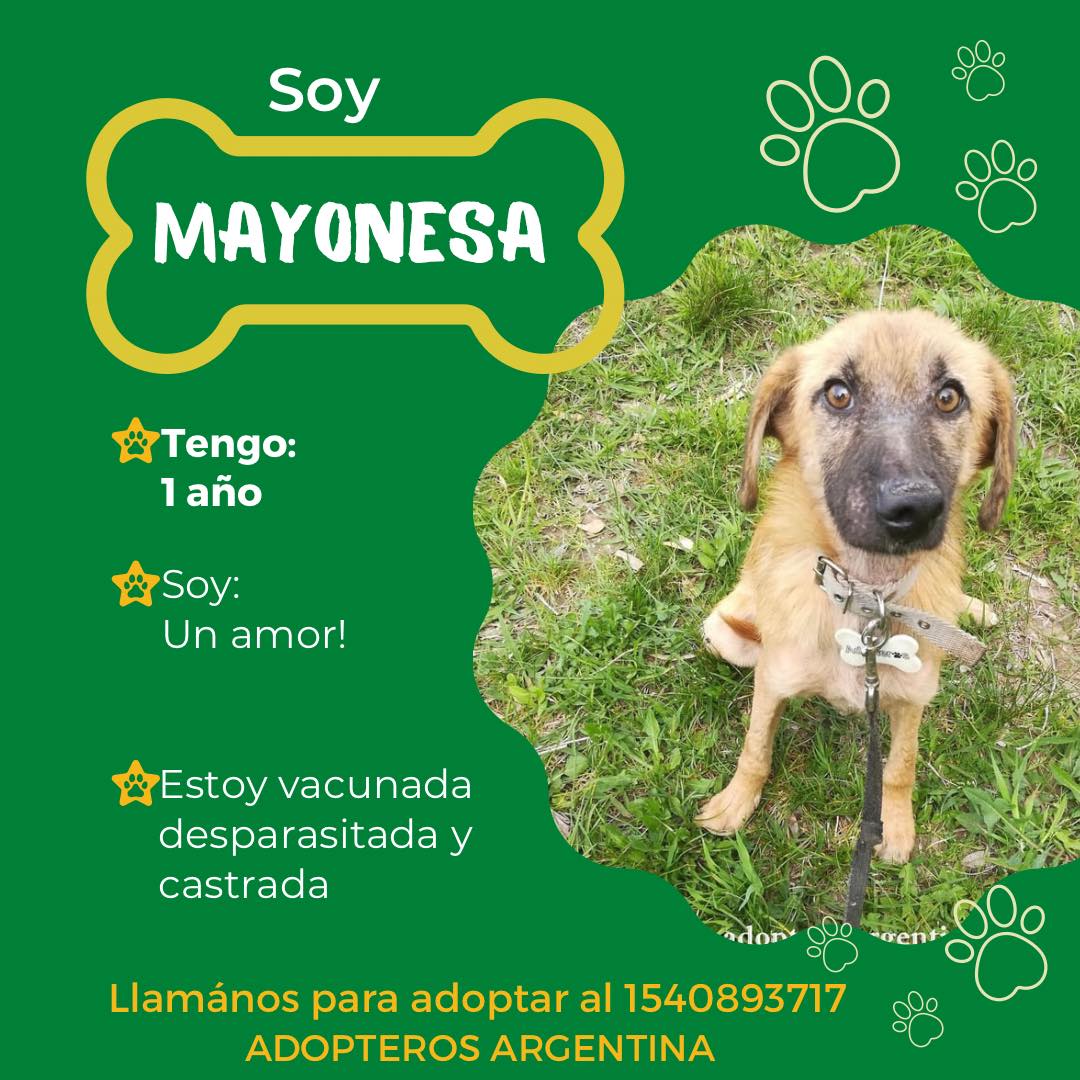 Soy
MAYONESA
Tengo:
1 año
Soy:
Un amor!
Estoy vacunada
desparasitada y
castrada
Llamános para adoptar al 1540893717
ADOPTEROS ARGENTINA